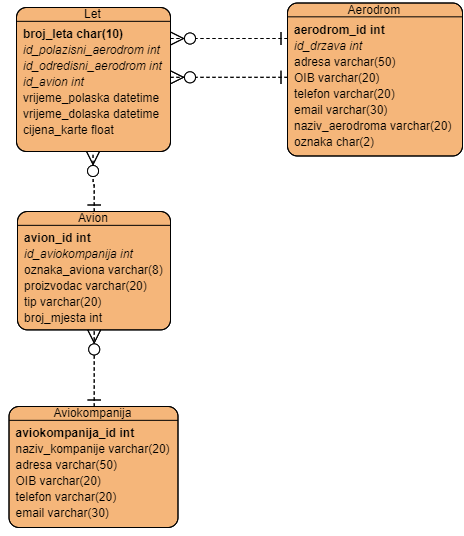 Let
broj_leta char(10)
id_polazisni_aerodrom int
id_odredisni_aerodrom int
id_avion int
vrijeme_polaska datetime
vrijeme_dolaska datetime
cijena_karte float
Aerodrom
aerodrom_id int
id_drzava int
adresa varchar(50)
OIB varchar(20)
telefon varchar(20)
email varchar(30)
naziv_aerodroma varchar(20)
oznaka char(2)
Avion
avion_id int
id_aviokompanija int
oznaka_aviona varchar(8)
proizvodac varchar(20)
tip varchar(20)
broj_mjesta int
Aviokompanija
aviokompanija_id int
naziv_kompanije varchar(20)
adresa varchar(50)
OIB varchar(20)
telefon varchar(20)
email varchar(30)